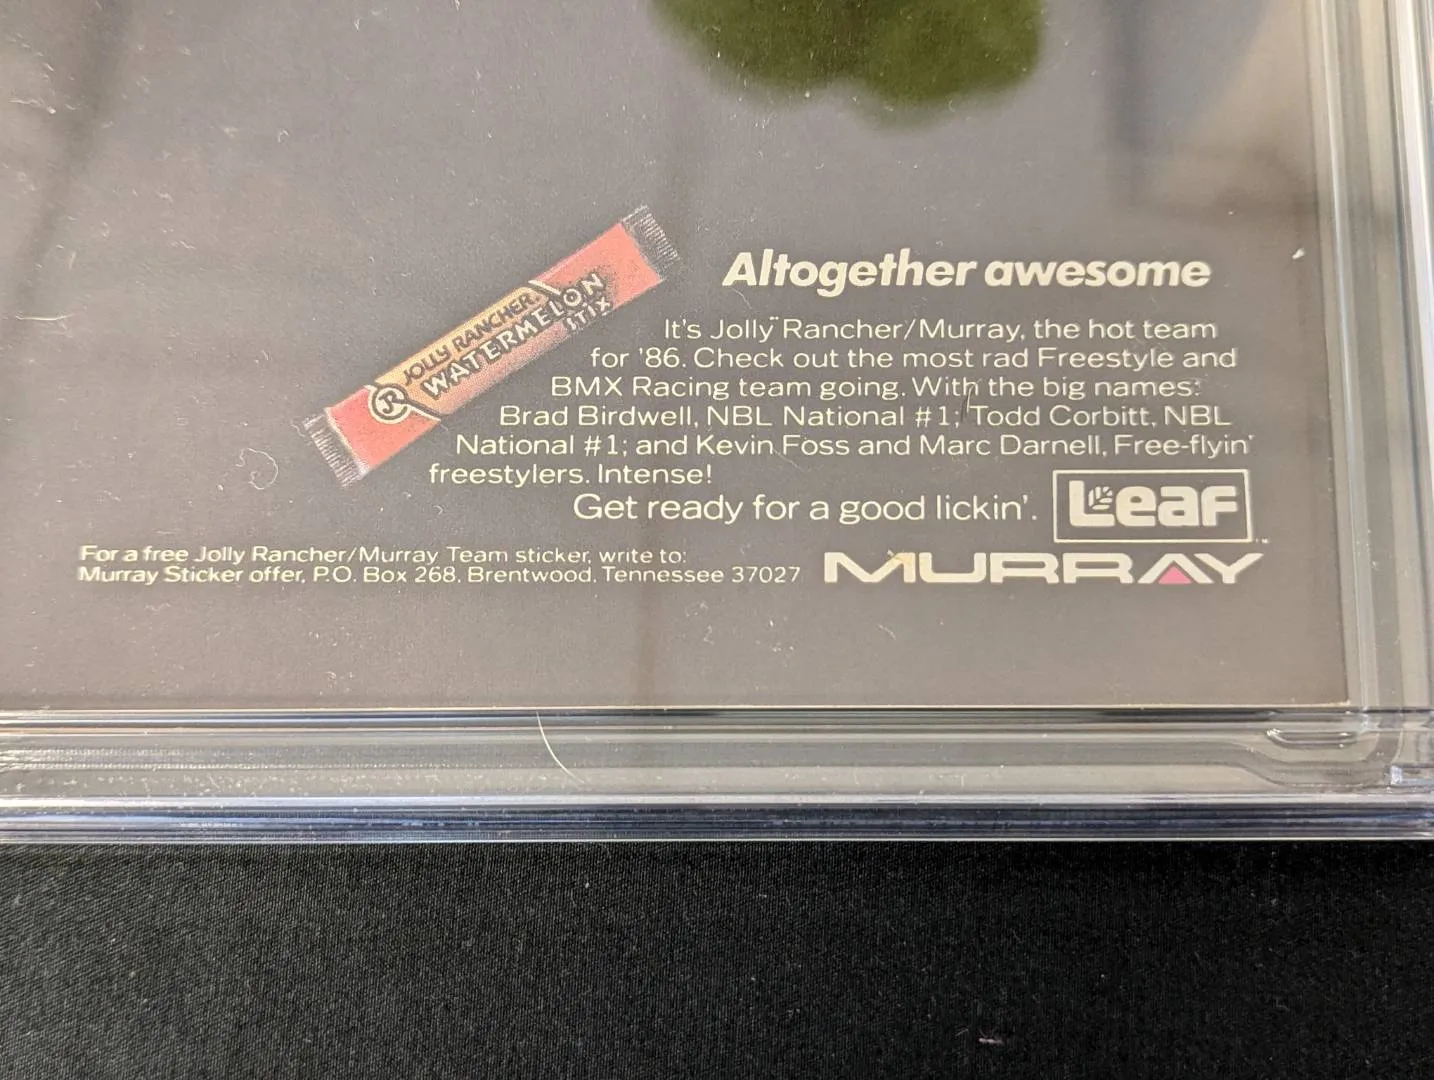 JOLLY RANCHER.
WATERMELON
STIX
JR
Altogether awesome
It's Jolly Rancher/Murray, the hot team
for '86. Check out the most rad Freestyle and
BMX Racing team going. With the big names:
Brad Birdwell, NBL National #1; Todd Corbitt, NBL
National #1; and Kevin Foss and Marc Darnell, Free-flyin'
freestylers. Intense!
Get ready for a good lickin'.
Leaf
For a free Jolly Rancher/Murray Team sticker, write to:
Murray Sticker offer, P.O. Box 268, Brentwood, Tennessee 37027
MURRAY